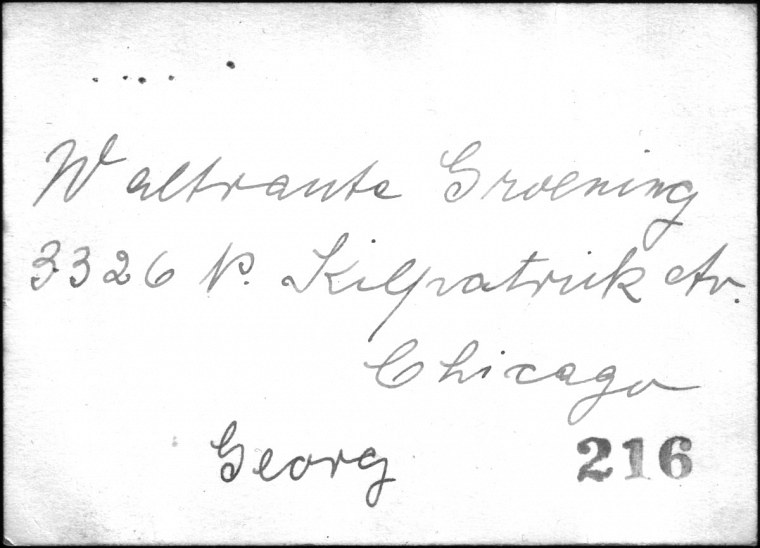 Waltraute Groening
3326 N. Kilpatrick Av.
Chicago
Georg 216